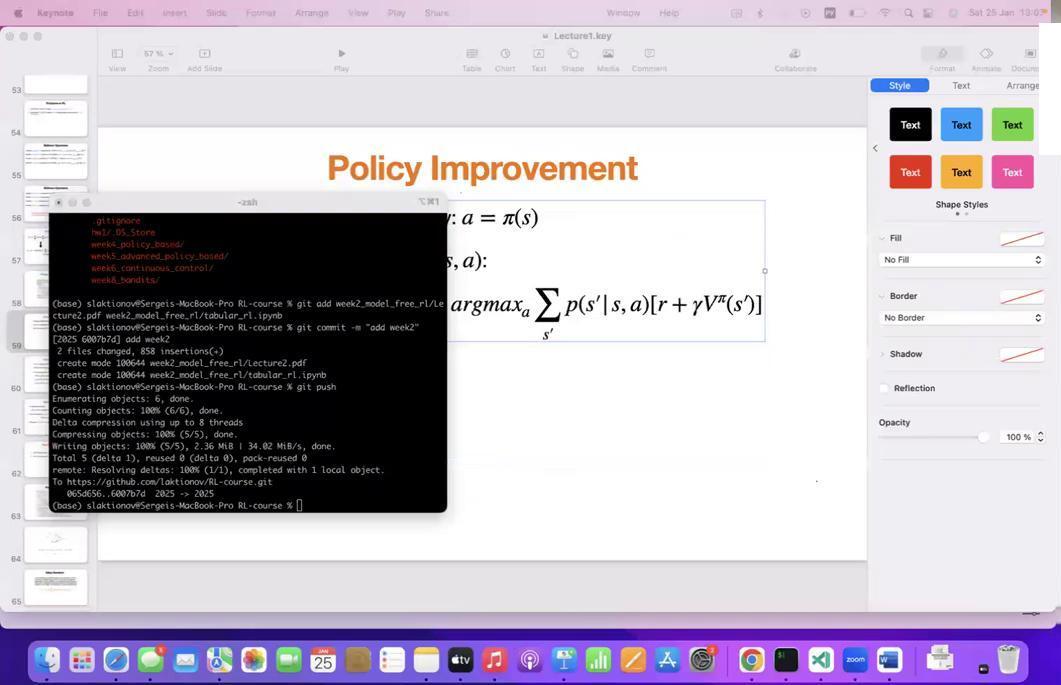 Keynote File Edit Insert Slide Format Arrange View Play Share Window Help Sat 25 Jan 13:07
Lecture1.key
57 %
View Zoom Add Slide Play Table Chart Text Shape Media Comment Collaborate Format Animate
Style Text Arrange
Text Text Text
Text Text Text
Shape Styles
Fill
No Fill
Border
No Border
Shadow
Reflection
Opacity
100 %
53
54
55
56
57
58
59
60
61
62
63
64
65
Policy Improvement
: a = π(s)
s, a):
argmaxₐ ∑ p(s′|s, a)[r + γV^π(s′)]
s′
-zsh
⌥⌘1
.gitignore
hw1/.DS_Store
week4_policy_based/
week5_advanced_policy_based/
week6_continuous_control/
week8_bandits/
(base) slaktionov@Sergeis-MacBook-Pro RL-course % git add week2_model_free_rl/Le
cture2.pdf week2_model_free_rl/tabular_rl.ipynb
(base) slaktionov@Sergeis-MacBook-Pro RL-course % git commit -m "add week2"
[2025 6007b7d] add week2
2 files changed, 858 insertions(+)
create mode 100644 week2_model_free_rl/Lecture2.pdf
create mode 100644 week2_model_free_rl/tabular_rl.ipynb
(base) slaktionov@Sergeis-MacBook-Pro RL-course % git push
Enumerating objects: 6, done.
Counting objects: 100% (6/6), done.
Delta compression using up to 8 threads
Compressing objects: 100% (5/5), done.
Writing objects: 100% (5/5), 2.36 MiB | 34.02 MiB/s, done.
Total 5 (delta 1), reused 0 (delta 0), pack-reused 0
remote: Resolving deltas: 100% (1/1), completed with 1 local object.
To https://github.com/laktionov/RL-course.git
065d656..6007b7d 2025 -> 2025
(base) slaktionov@Sergeis-MacBook-Pro RL-course %
JAN
25
tv
zoom
W